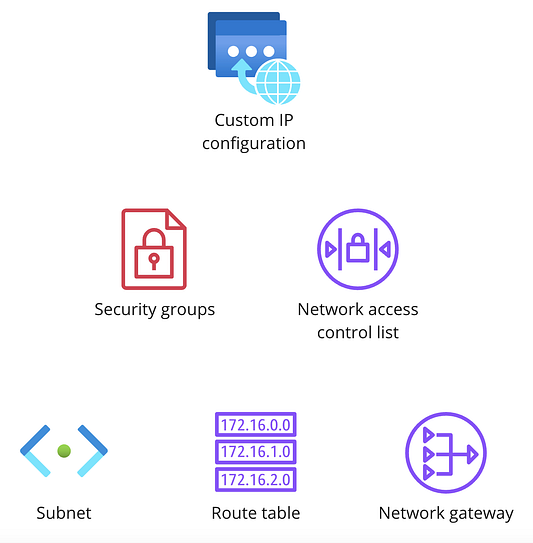 Custom IP
configuration
Security groups
Network access
control list
172.16.0.0
172.16.1.0
172.16.2.0
Subnet
Route table
Network gateway